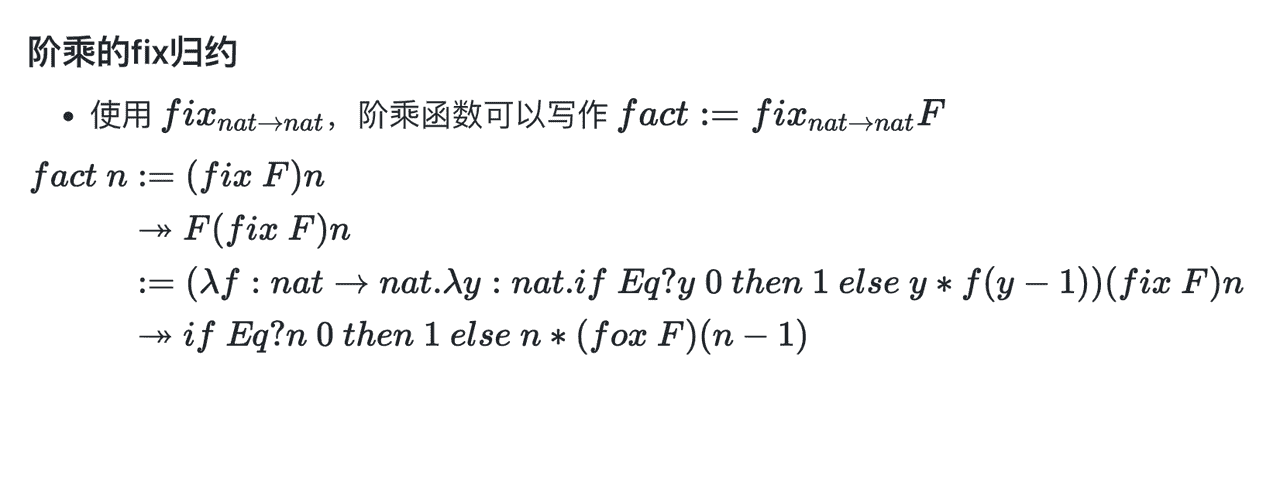 阶乘的fix归约
• 使用 fix_{nat→nat}，阶乘函数可以写作 fact := fix_{nat→nat}F
fact n := (fix F)n
↠ F(fix F)n
:= (λf : nat → nat.λy : nat.if Eq?y 0 then 1 else y ∗ f(y − 1))(fix F)n
↠ if Eq?n 0 then 1 else n ∗ (fox F)(n − 1)